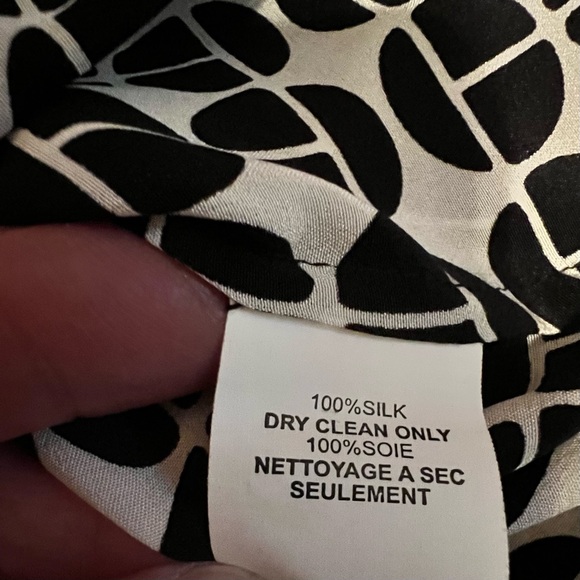 100%SILK
DRY CLEAN ONLY
100%SOIE
NETTOYAGE A SEC
SEULEMENT